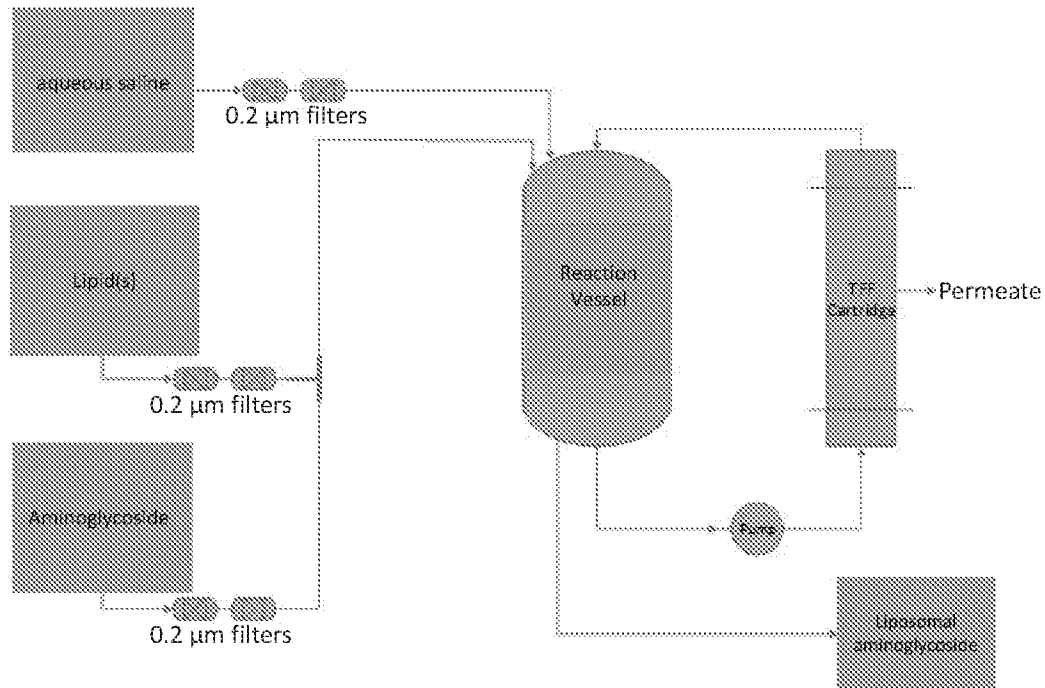 aqueous saline
0.2 µm filters
Lipid(s)
0.2 µm filters
Aminoglycoside
0.2 µm filters
Reaction
Vessel
TFF
Cartridge
Permeate
Pump
Liposomal
aminoglycoside